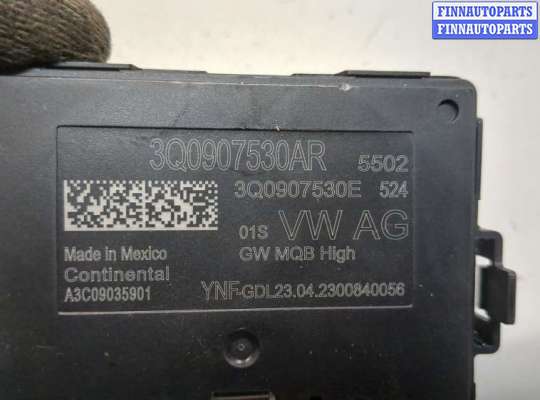 FINNAUTOPARTS
FINNAUTOPARTS
3Q0907530AR 5502
3Q0907530E 524
01S VW AG
Made in Mexico GW MQB High
Continental
A3C09035901 YNF-GDL23.04.2300840056